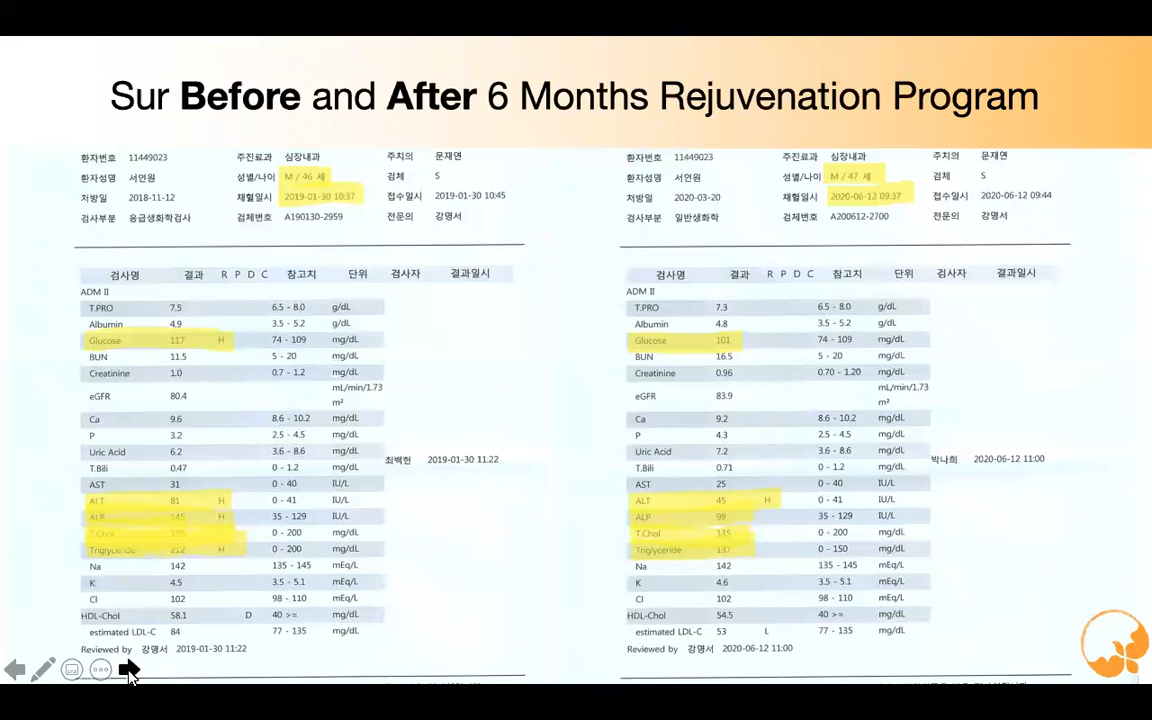 Sur Before and After 6 Months Rejuvenation Program
환자번호 11449023 주진료과 심장내과 주치의 문재연
환자성명 서인원 성별/나이 M / 46 세 검체 S
처방일 2018-11-12 채혈일시 2019-01-30 10:37 접수일시 2019-01-30 10:45
검사부분 응급생화학검사 검체번호 A190130-2959 전문의 강명서
검사명 결과 R P D C 참고치 단위 검사자 결과일시
ADM II
T.PRO 7.5 6.5 - 8.0 g/dL
Albumin 4.9 3.5 - 5.2 g/dL
Glucose 117 H 74 - 109 mg/dL
BUN 11.5 5 - 20 mg/dL
Creatinine 1.0 0.7 - 1.2 mg/dL
eGFR 80.4 mL/min/1.73 m²
Ca 9.6 8.6 - 10.2 mg/dL
P 3.2 2.5 - 4.5 mg/dL
Uric Acid 6.2 3.6 - 8.6 mg/dL
최백헌 2019-01-30 11:22
T.Bili 0.47 0 - 1.2 mg/dL
AST 31 0 - 40 IU/L
ALT 81 H 0 - 41 IU/L
ALP 145 H 35 - 129 IU/L
T.Chol 0 - 200 mg/dL
Triglyceride 212 H 0 - 200 mg/dL
Na 142 135 - 145 mEq/L
K 4.5 3.5 - 5.1 mEq/L
Cl 102 98 - 110 mEq/L
HDL-Chol 58.1 D 40 >= mg/dL
estimated LDL-C 84 77 - 135 mg/dL
Reviewed by 강명서 2019-01-30 11:22
환자번호 11449023 주진료과 심장내과 주치의 문재연
환자성명 서인원 성별/나이 M / 47 세 검체 S
처방일 2020-03-20 채혈일시 2020-06-12 09:37 접수일시 2020-06-12 09:44
검사부분 일반생화학 검체번호 A200612-2700 전문의 강명서
검사명 결과 R P D C 참고치 단위 검사자 결과일시
ADM II
T.PRO 7.3 6.5 - 8.0 g/dL
Albumin 4.8 3.5 - 5.2 g/dL
Glucose 101 74 - 109 mg/dL
BUN 16.5 5 - 20 mg/dL
Creatinine 0.96 0.70 - 1.20 mg/dL
eGFR 83.9 mL/min/1.73 m²
Ca 9.2 8.6 - 10.2 mg/dL
P 4.3 2.5 - 4.5 mg/dL
Uric Acid 7.2 3.6 - 8.6 mg/dL
박나희 2020-06-12 11:00
T.Bili 0.71 0 - 1.2 mg/dL
AST 25 0 - 40 IU/L
ALT 45 H 0 - 41 IU/L
ALP 99 35 - 129 IU/L
T.Chol 135 0 - 200 mg/dL
Triglyceride 137 0 - 150 mg/dL
Na 142 135 - 145 mEq/L
K 4.6 3.5 - 5.1 mEq/L
Cl 102 98 - 110 mEq/L
HDL-Chol 54.5 40 >= mg/dL
estimated LDL-C 53 L 77 - 135 mg/dL
Reviewed by 강명서 2020-06-12 11:00